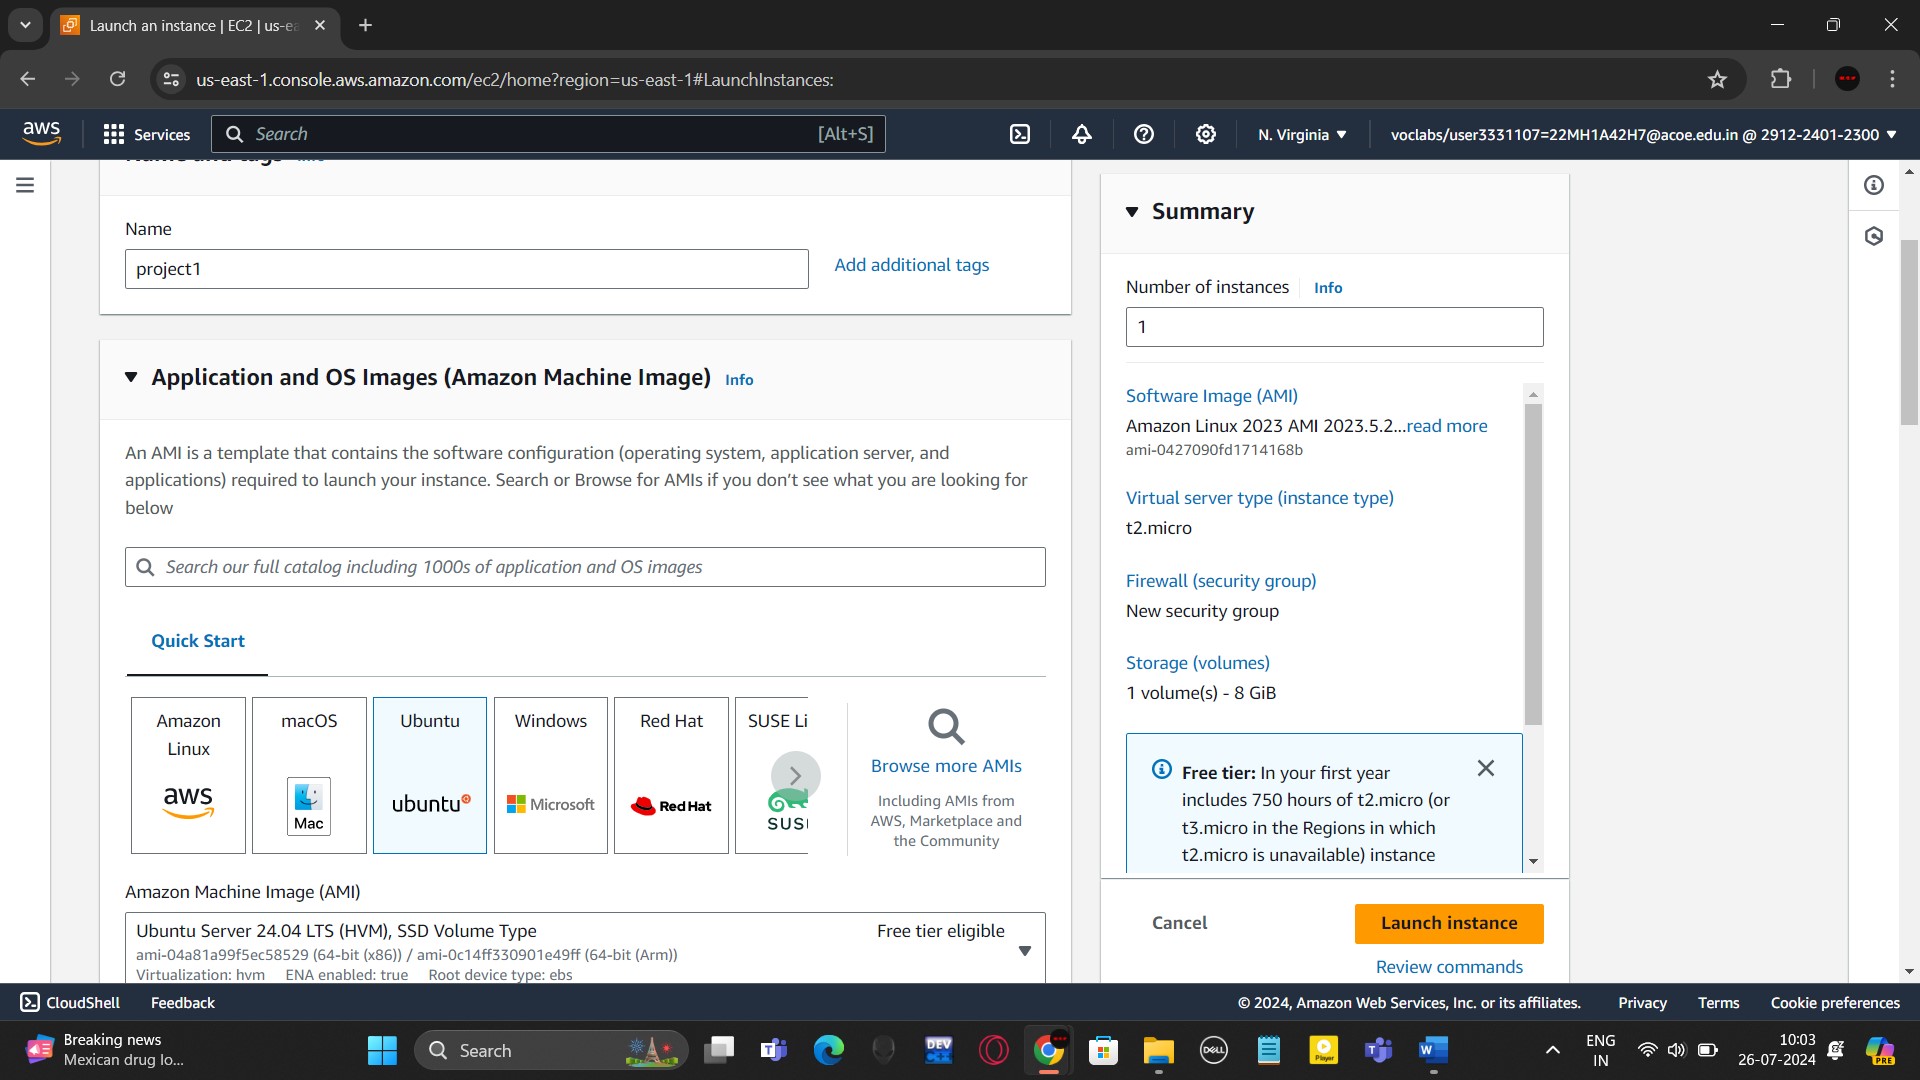 Launch an instance | EC2 | us-ea
us-east-1.console.aws.amazon.com/ec2/home?region=us-east-1#LaunchInstances:
aws
Services
Search
[Alt+S]
N. Virginia
voclabs/user3331107=22MH1A42H7@acoe.edu.in @ 2912-2401-2300
Name and tags Info
Name
project1
Add additional tags
Application and OS Images (Amazon Machine Image) Info
An AMI is a template that contains the software configuration (operating system, application server, and
applications) required to launch your instance. Search or Browse for AMIs if you don't see what you are looking for
below
Search our full catalog including 1000s of application and OS images
Quick Start
Amazon
Linux
aws
macOS
Mac
Ubuntu
ubuntu
Windows
Microsoft
Red Hat
Red Hat
SUSE Li
SUS
Browse more AMIs
Including AMIs from
AWS, Marketplace and
the Community
Amazon Machine Image (AMI)
Ubuntu Server 24.04 LTS (HVM), SSD Volume Type
Free tier eligible
ami-04a81a99f5ec58529 (64-bit (x86)) / ami-0c14ff330901e49ff (64-bit (Arm))
Virtualization: hvm ENA enabled: true Root device type: ebs
Summary
Number of instances Info
1
Software Image (AMI)
Amazon Linux 2023 AMI 2023.5.2...read more
ami-0427090fd1714168b
Virtual server type (instance type)
t2.micro
Firewall (security group)
New security group
Storage (volumes)
1 volume(s) - 8 GiB
Free tier: In your first year
includes 750 hours of t2.micro (or
t3.micro in the Regions in which
t2.micro is unavailable) instance
Cancel
Launch instance
Review commands
CloudShell
Feedback
© 2024, Amazon Web Services, Inc. or its affiliates.
Privacy
Terms
Cookie preferences
Breaking news
Mexican drug lo...
Search
DEV
C++
DELL
Player
W
ENG
IN
10:03
26-07-2024
PRE